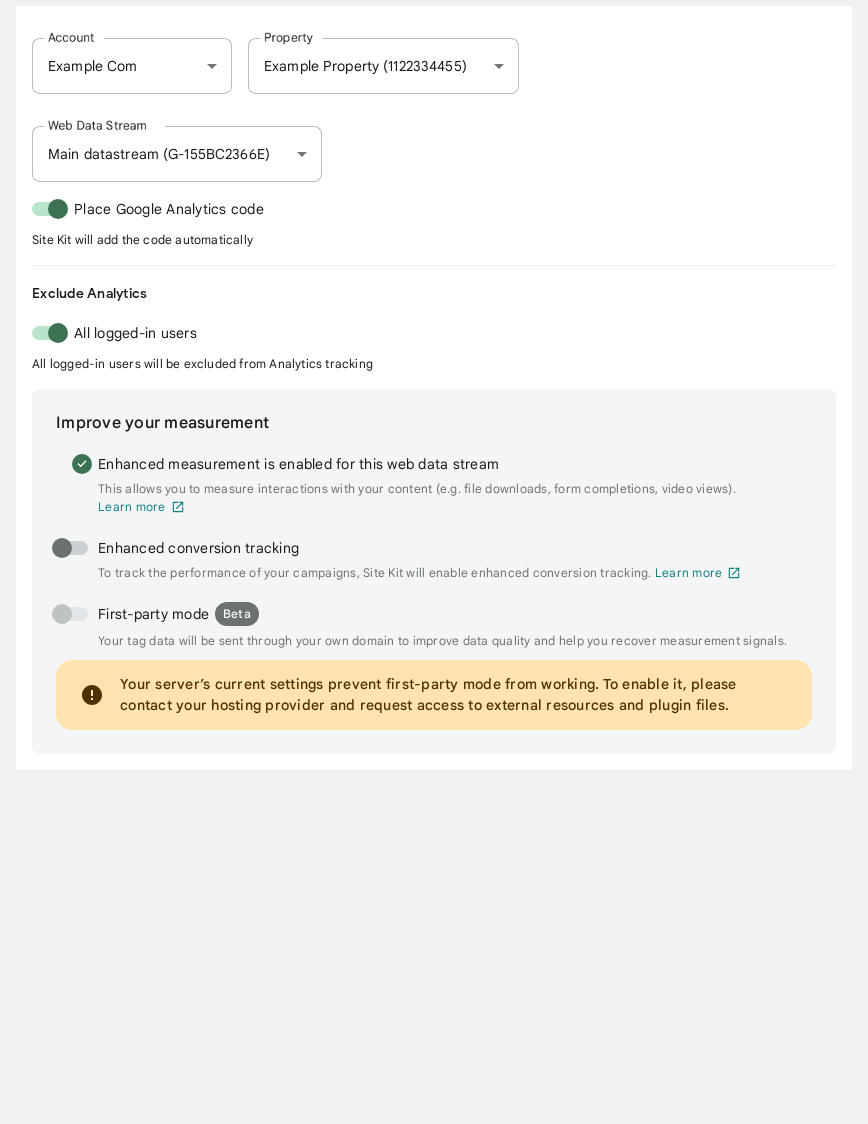 Account
Example Com
Property
Example Property (1122334455)
Web Data Stream
Main datastream (G-155BC2366E)
Place Google Analytics code
Site Kit will add the code automatically
Exclude Analytics
All logged-in users
All logged-in users will be excluded from Analytics tracking
Improve your measurement
Enhanced measurement is enabled for this web data stream
This allows you to measure interactions with your content (e.g. file downloads, form completions, video views).
Learn more
Enhanced conversion tracking
To track the performance of your campaigns, Site Kit will enable enhanced conversion tracking. Learn more
First-party mode Beta
Your tag data will be sent through your own domain to improve data quality and help you recover measurement signals.
Your server’s current settings prevent first-party mode from working. To enable it, please
contact your hosting provider and request access to external resources and plugin files.